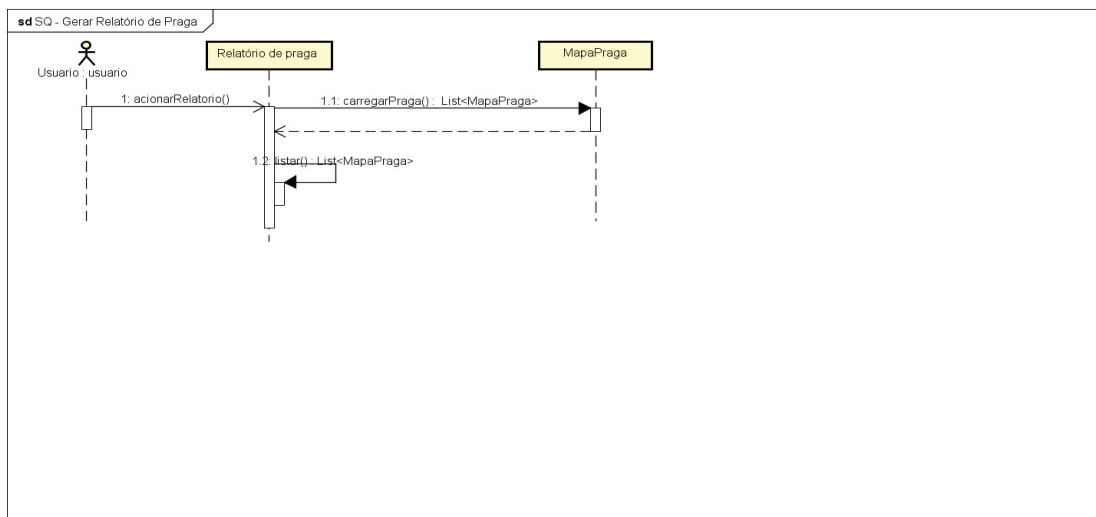 sd SQ - Gerar Relatório de Praga
Usuario : usuario
Relatório de praga
MapaPraga
1: acionarRelatorio()
1.1: carregarPraga() : List<MapaPraga>
1.2: listar() : List<MapaPraga>